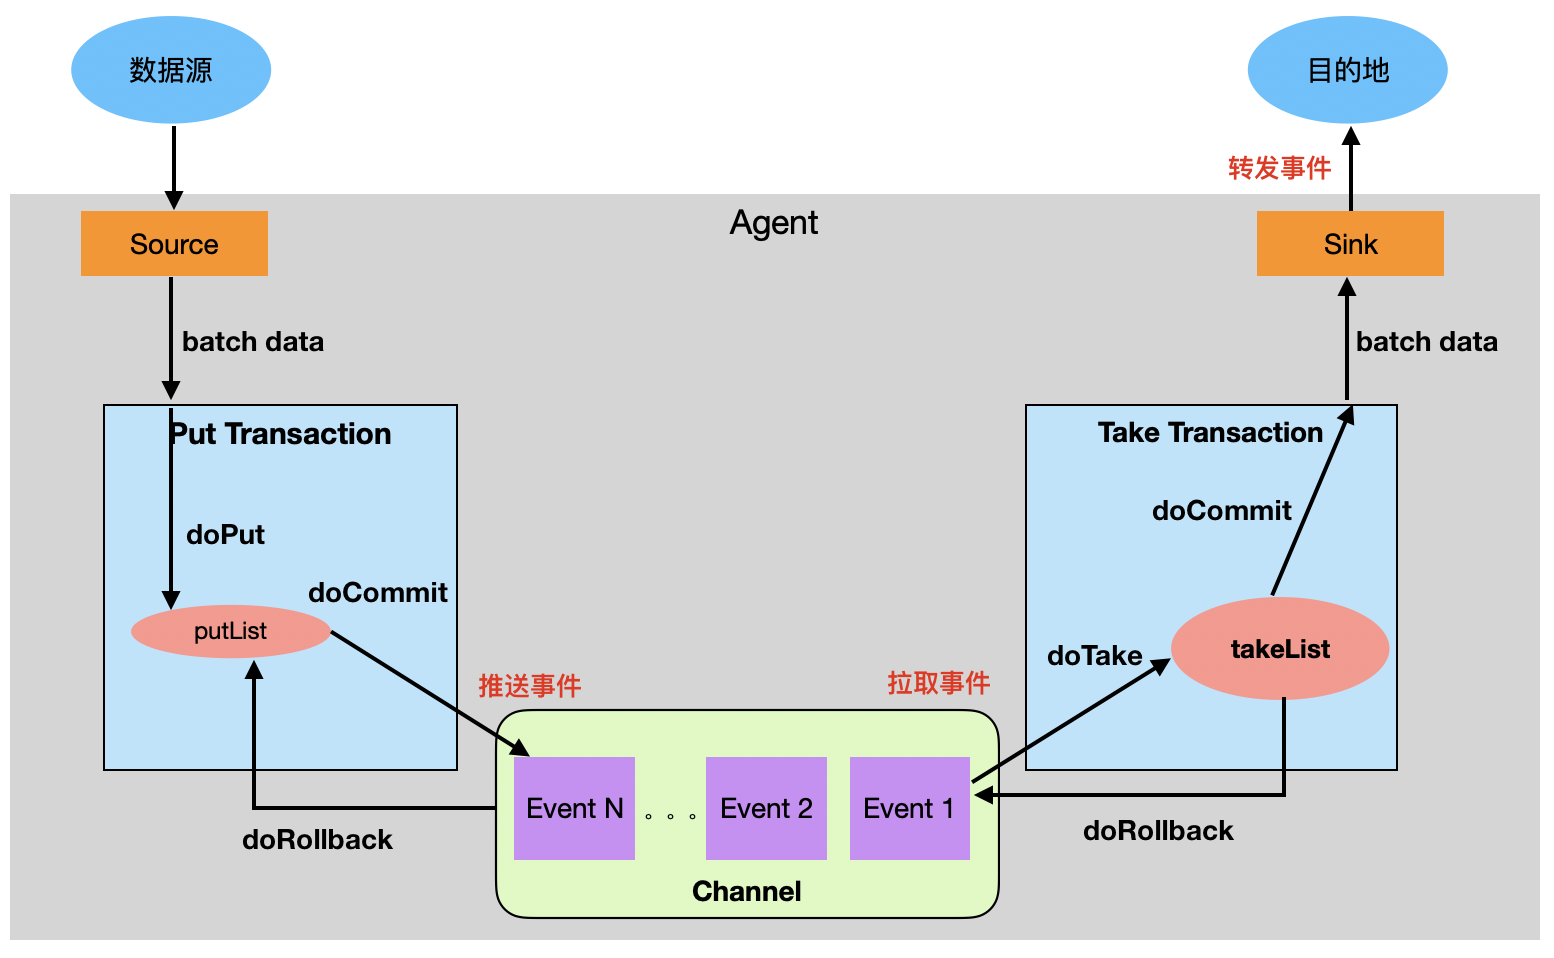 数据源
目的地
转发事件
Agent
Source
Sink
batch data
batch data
Put Transaction
Take Transaction
doCommit
doPut
doCommit
putList
takeList
doTake
推送事件
拉取事件
Event N
。。。
Event 2
Event 1
doRollback
doRollback
Channel